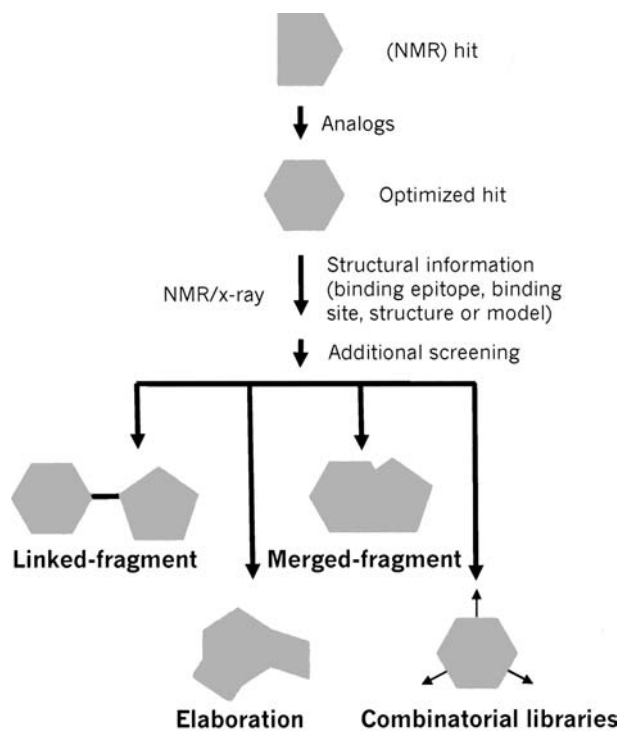 (NMR) hit
Analogs
Optimized hit
NMR/x-ray
Structural information
(binding epitope, binding
site, structure or model)
Additional screening
Linked-fragment
Merged-fragment
Elaboration
Combinatorial libraries